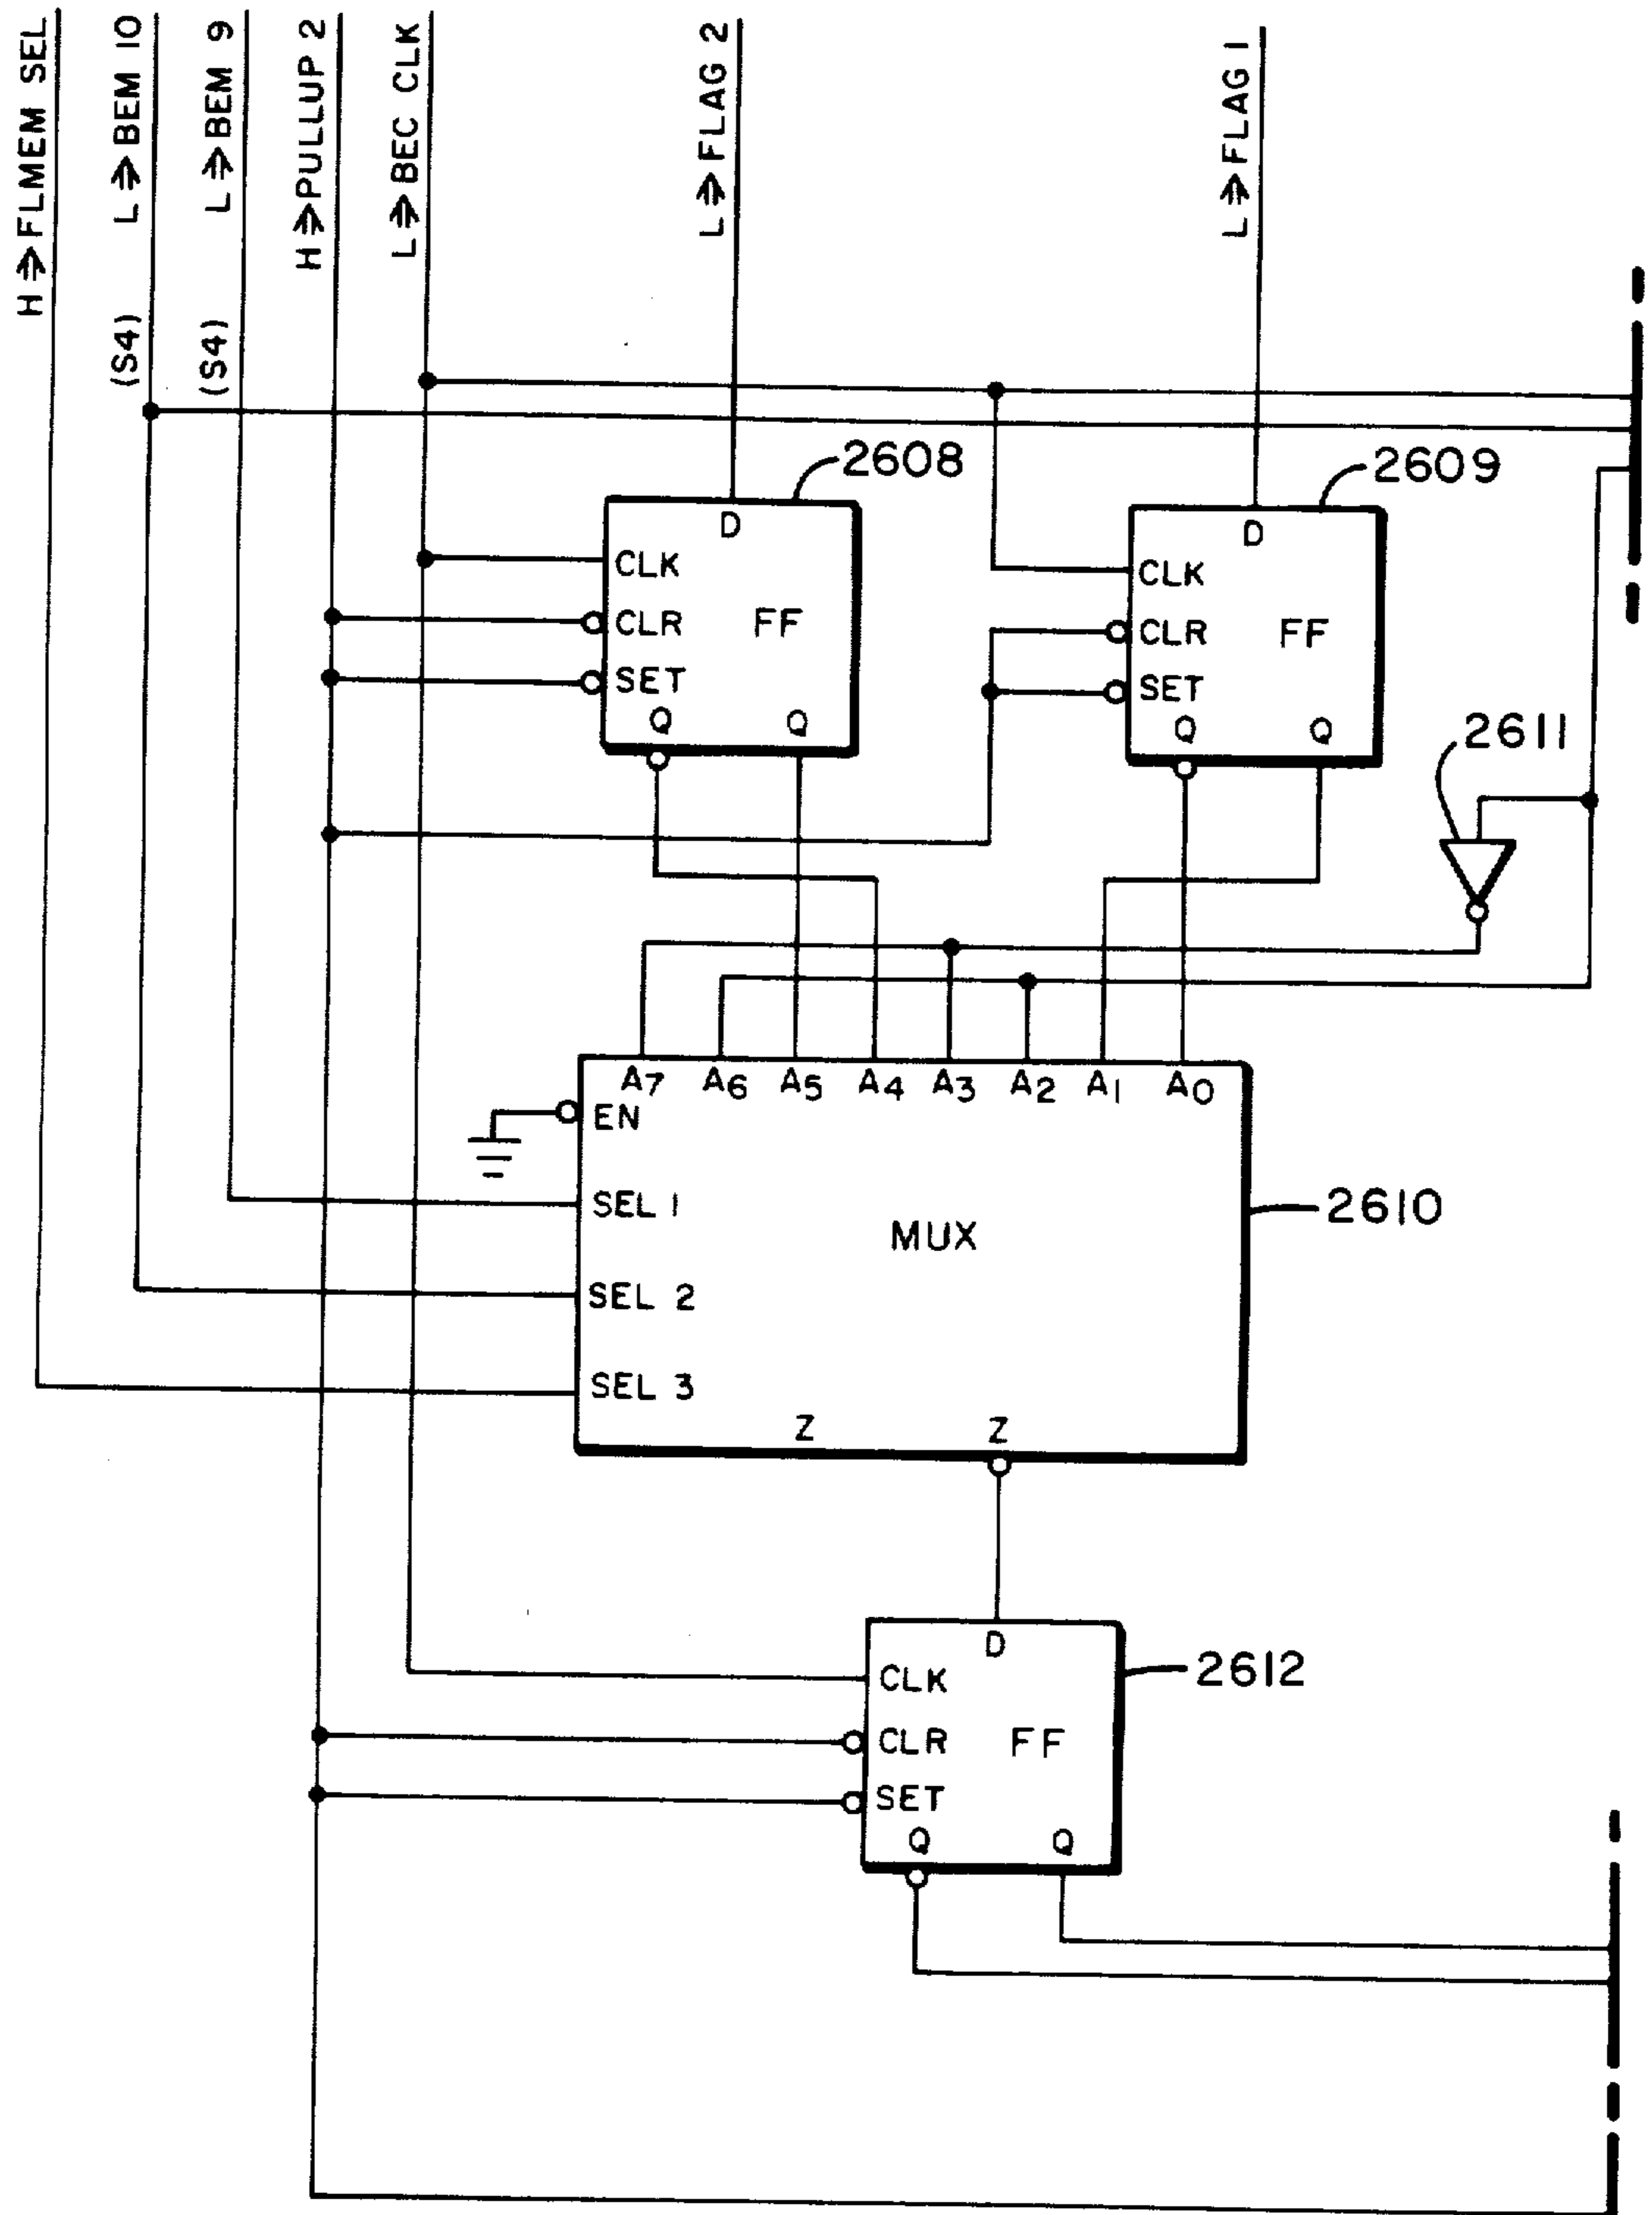 H⇒FLMEM SEL
(S4) L⇒BEM 10
(S4) L⇒BEM 9
H⇒PULLUP 2
L⇒BEC CLK
L⇒FLAG 2
L⇒FLAG 1
2608
2609
D
CLK
CLR FF
SET
Q Q
D
CLK
CLR FF
SET
Q Q
2611
A7 A6 A5 A4 A3 A2 A1 A0
EN
SEL 1
MUX
2610
SEL 2
SEL 3
Z Z
D
2612
CLK
CLR FF
SET
Q Q